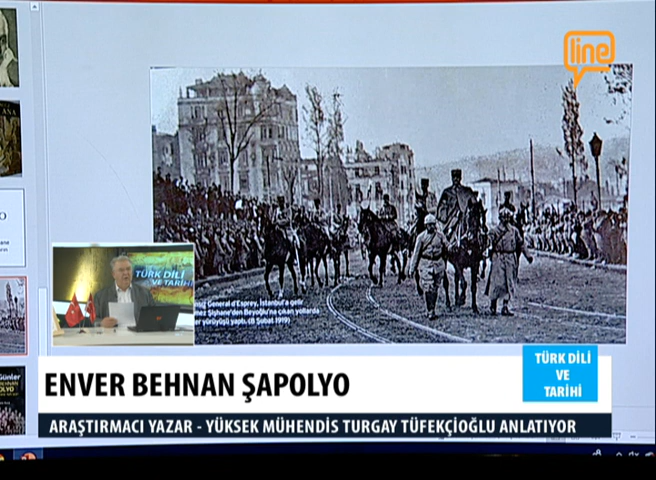 line
line
TÜRK DİLİ
VE TARİHİ
General d'Esprey, İstanbul'a gelir
Şişhane'den Beyoğlu'na çıkan yollarda
yürüyüşü yaptı. (8 Şubat 1919)
TÜRK DİLİ
VE
TARİHİ
ENVER BEHNAN ŞAPOLYO
ARAŞTIRMACI YAZAR - YÜKSEK MÜHENDİS TURGAY TÜFEKÇİOĞLU ANLATIYOR